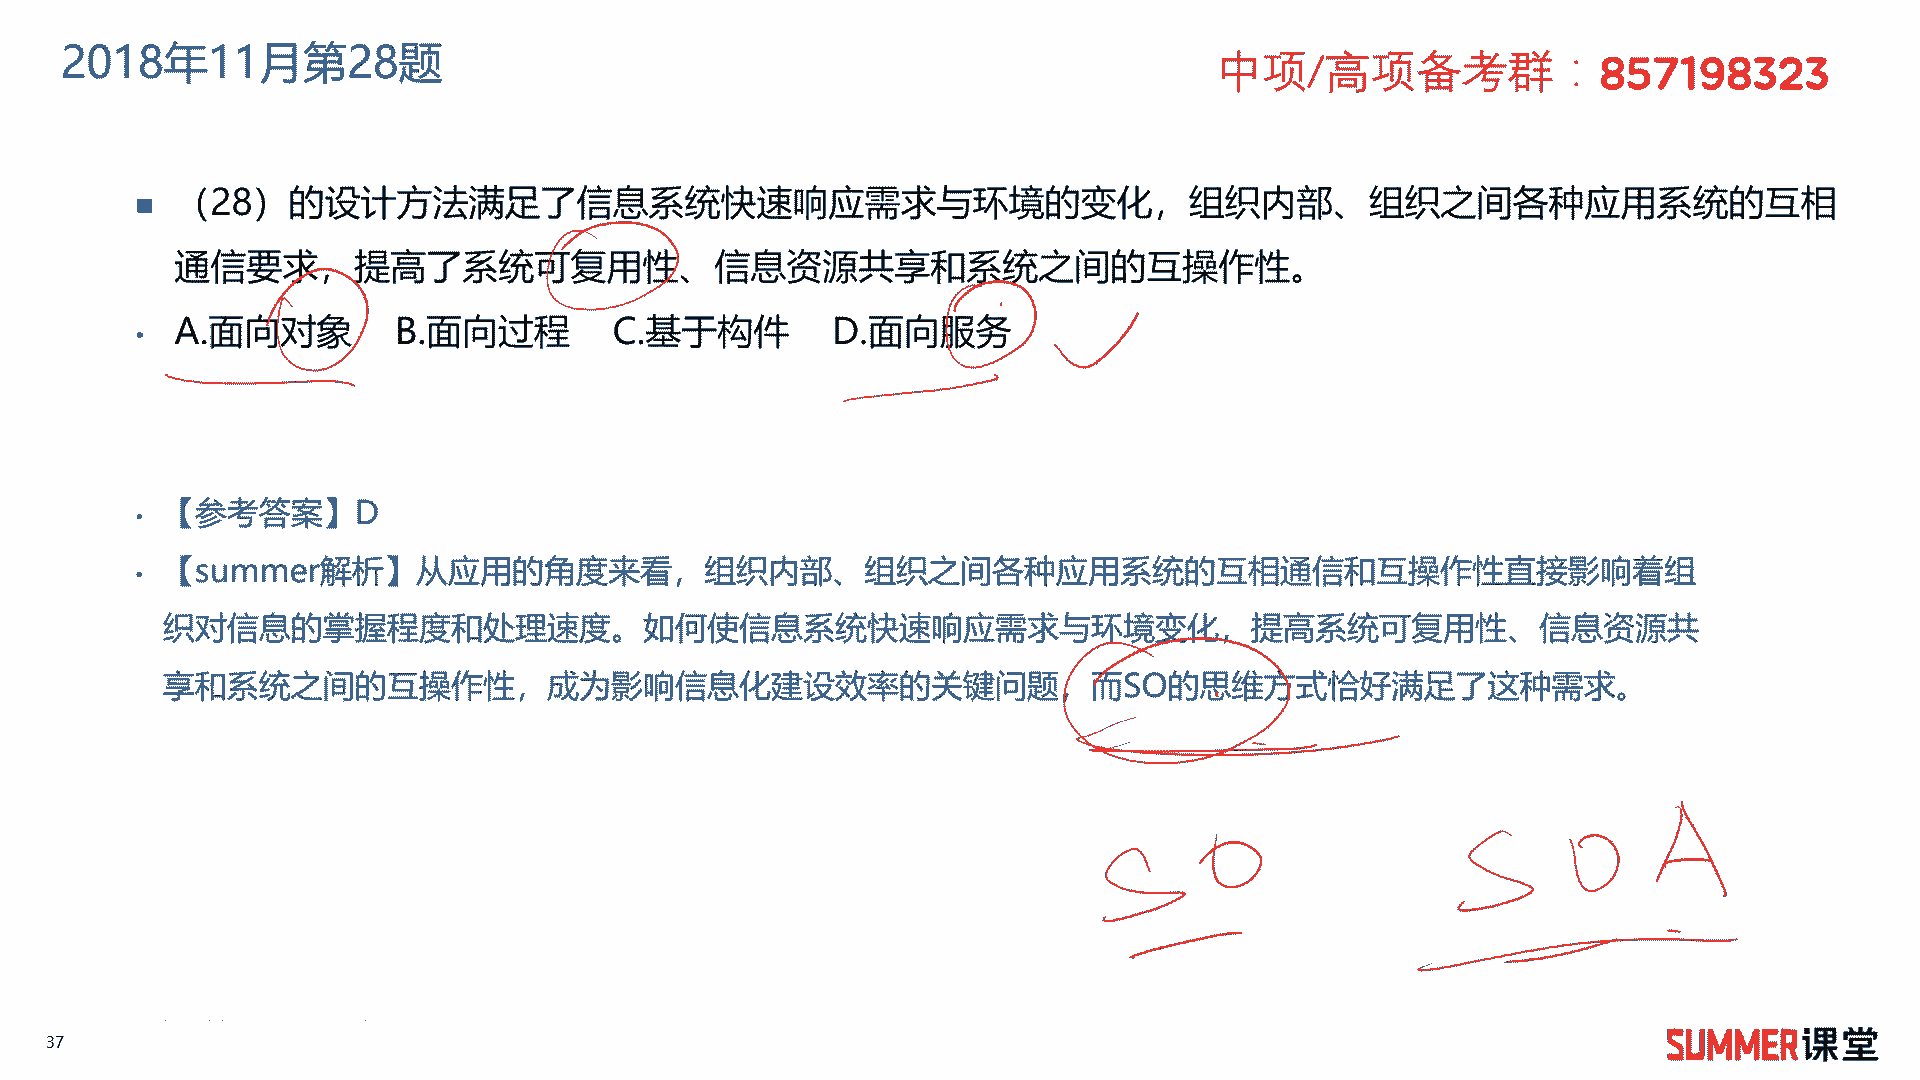 2018年11月第28题
中项/高项备考群：857198323
（28）的设计方法满足了信息系统快速响应需求与环境的变化，组织内部、组织之间各种应用系统的互相
通信要求，提高了系统可复用性、信息资源共享和系统之间的互操作性。
A.面向对象 B.面向过程 C.基于构件 D.面向服务
【参考答案】D
【summer解析】从应用的角度来看，组织内部、组织之间各种应用系统的互相通信和互操作性直接影响着组
织对信息的掌握程度和处理速度。如何使信息系统快速响应需求与环境变化，提高系统可复用性、信息资源共
享和系统之间的互操作性，成为影响信息化建设效率的关键问题，而SO的思维方式恰好满足了这种需求。
SO SOA
37
SUMMER课堂